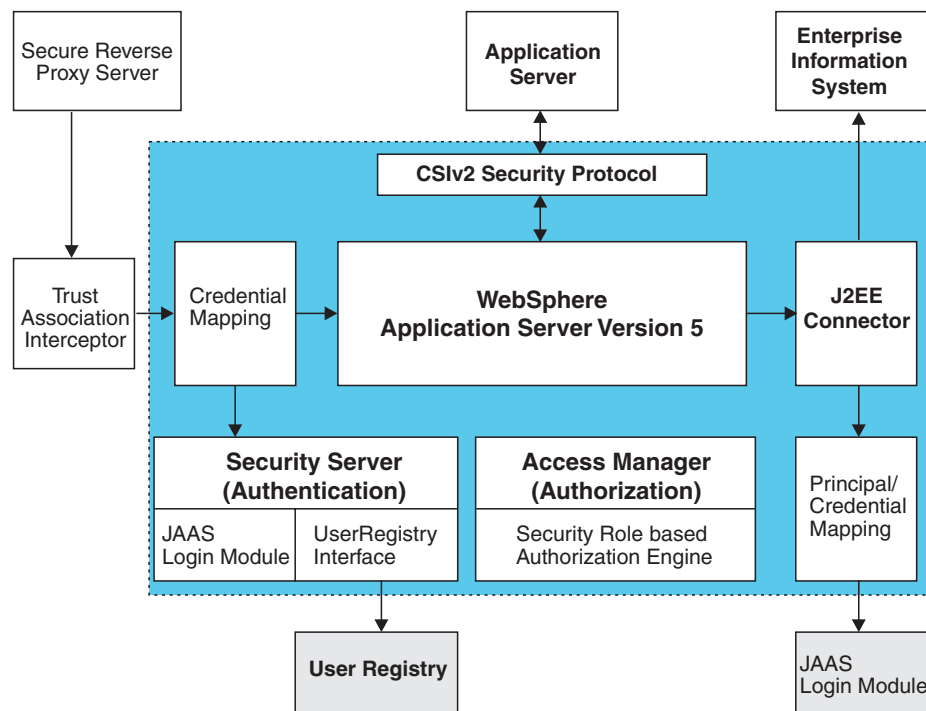 Secure Reverse
Proxy Server
Application
Server
Enterprise
Information
System
CSIv2 Security Protocol
Trust
Association
Interceptor
Credential
Mapping
WebSphere
Application Server Version 5
J2EE
Connector
Security Server
(Authentication)
JAAS
Login Module
UserRegistry
Interface
Access Manager
(Authorization)
Security Role based
Authorization Engine
Principal/
Credential
Mapping
User Registry
JAAS
Login Module